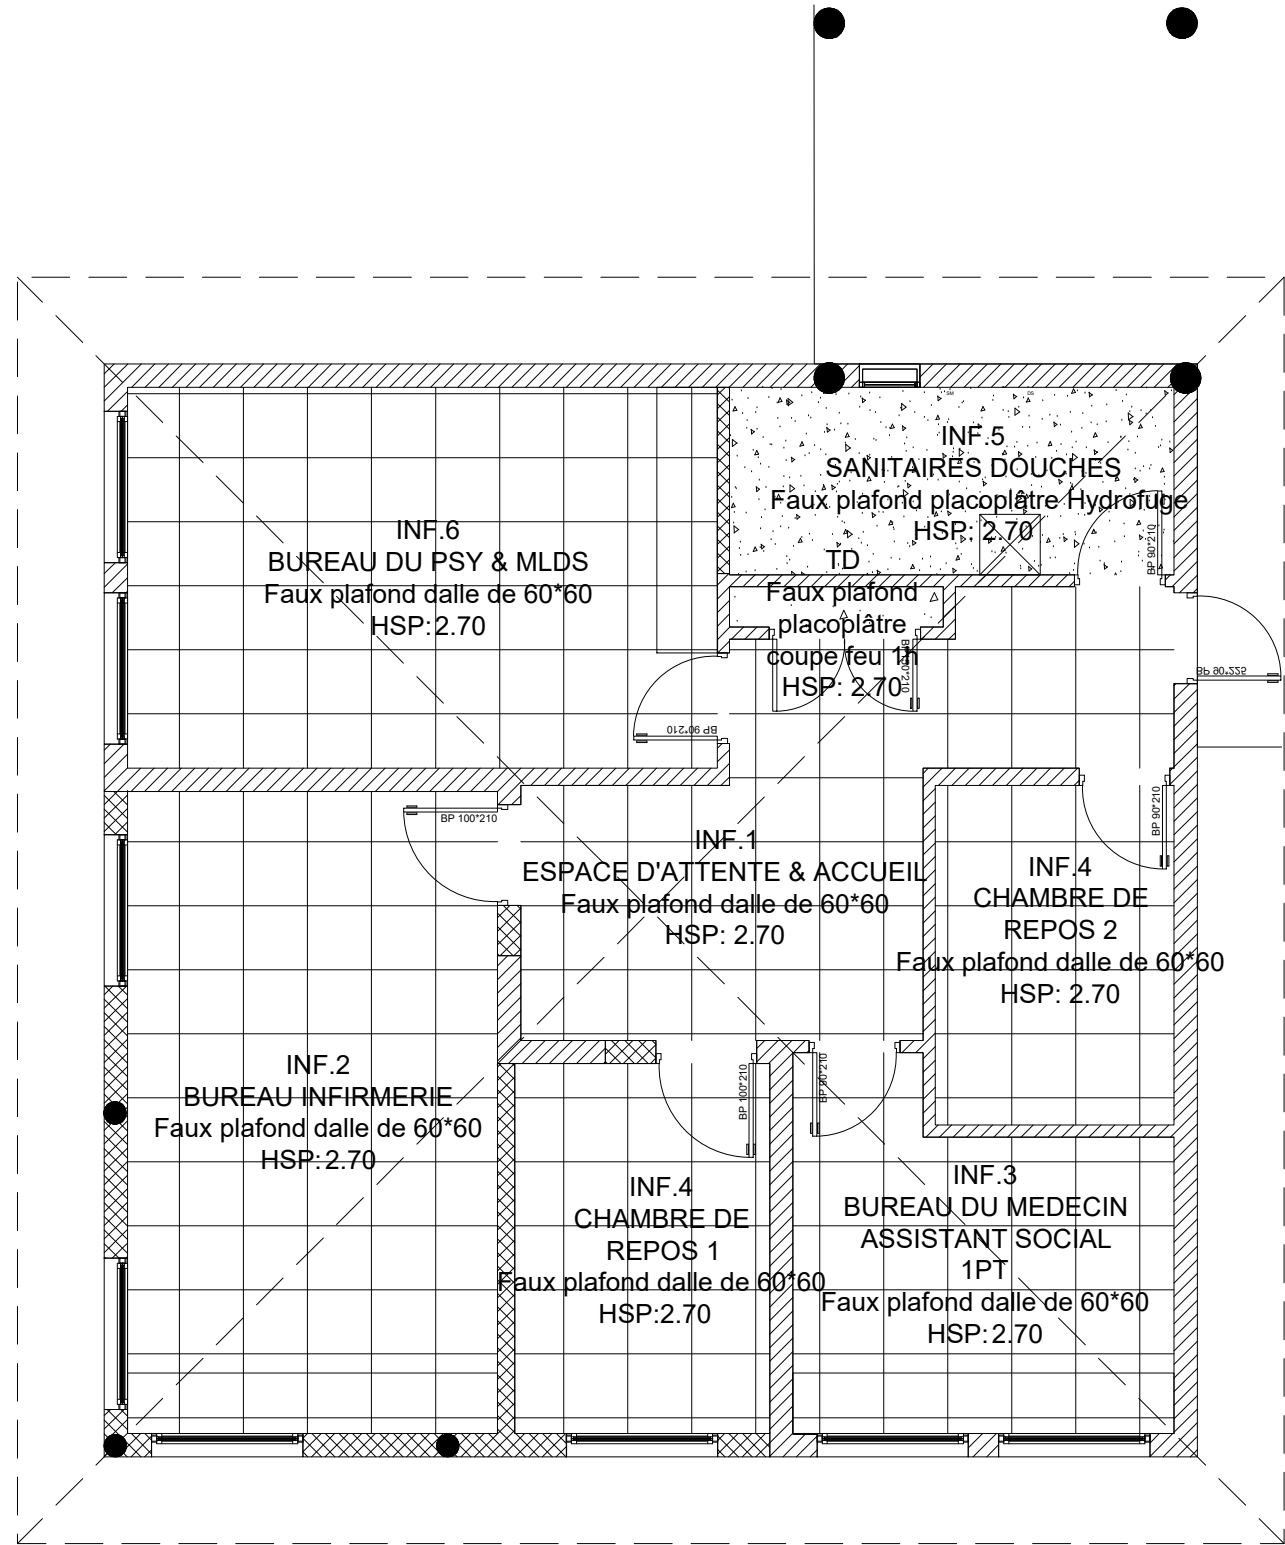 INF.5
SANITAIRES DOUCHES
Faux plafond placoplâtre Hydrofuge
HSP: 2.70
BP 90*210
INF.6
BUREAU DU PSY & MLDS
Faux plafond dalle de 60*60
HSP:2.70
TD
Faux plafond
placoplâtre
coupe feu 1h
HSP: 2.70
BP 90*225
BP 90*210
BP 100*210
BP 90*210
INF.1
ESPACE D'ATTENTE & ACCUEIL
Faux plafond dalle de 60*60
HSP: 2.70
INF.4
CHAMBRE DE
REPOS 2
Faux plafond dalle de 60*60
HSP: 2.70
INF.2
BUREAU INFIRMERIE
Faux plafond dalle de 60*60
HSP:2.70
BP 100*210
BP 90*210
INF.4
CHAMBRE DE
REPOS 1
Faux plafond dalle de 60*60
HSP:2.70
INF.3
BUREAU DU MEDECIN
ASSISTANT SOCIAL
1PT
Faux plafond dalle de 60*60
HSP:2.70